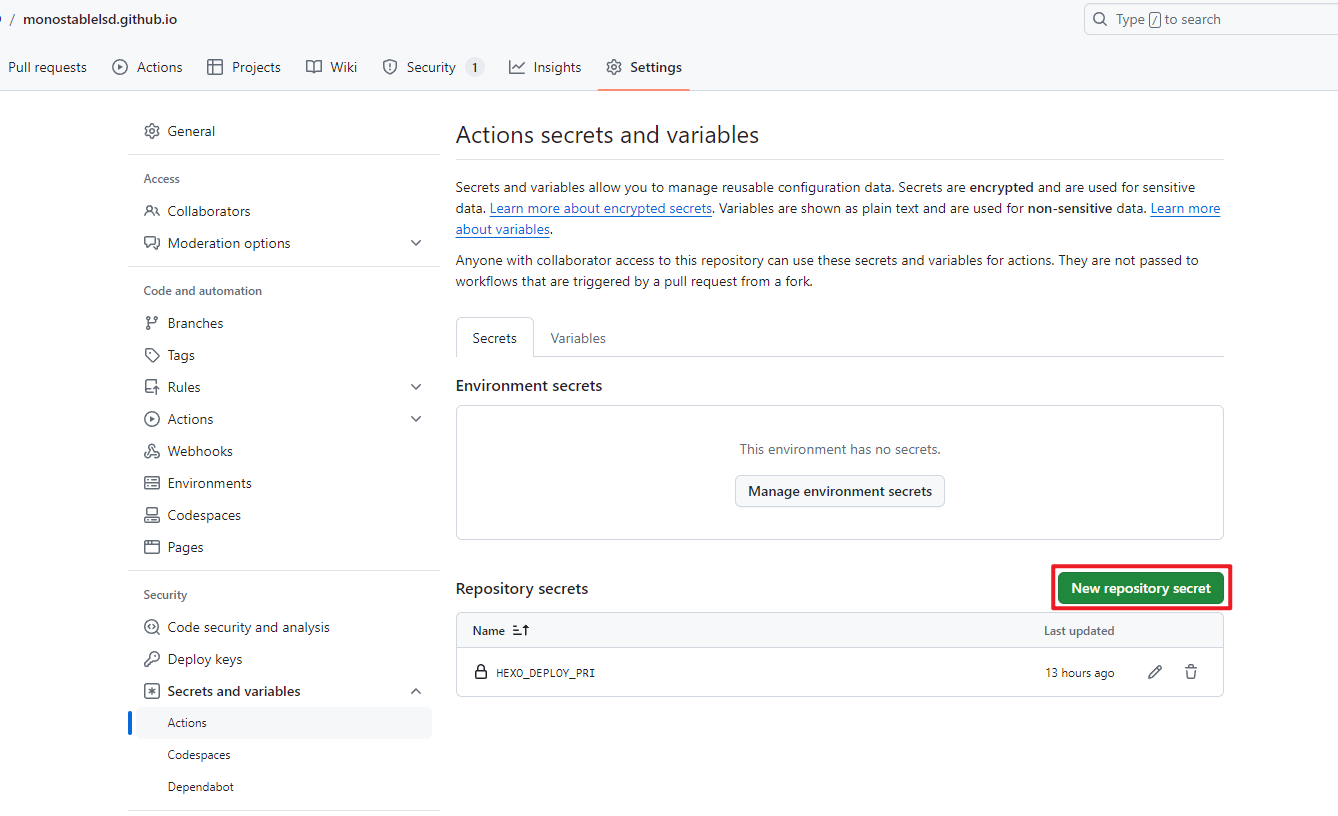 / monostablelsd.github.io
Type / to search
Pull requests Actions Projects Wiki Security 1 Insights Settings
General
Access
Collaborators
Moderation options
Code and automation
Branches
Tags
Rules
Actions
Webhooks
Environments
Codespaces
Pages
Security
Code security and analysis
Deploy keys
Secrets and variables
Actions
Codespaces
Dependabot
Actions secrets and variables
Secrets and variables allow you to manage reusable configuration data. Secrets are encrypted and are used for sensitive
data. Learn more about encrypted secrets. Variables are shown as plain text and are used for non-sensitive data. Learn more
about variables.
Anyone with collaborator access to this repository can use these secrets and variables for actions. They are not passed to
workflows that are triggered by a pull request from a fork.
Secrets Variables
Environment secrets
This environment has no secrets.
Manage environment secrets
Repository secrets
New repository secret
Name Last updated
HEXO_DEPLOY_PRI 13 hours ago